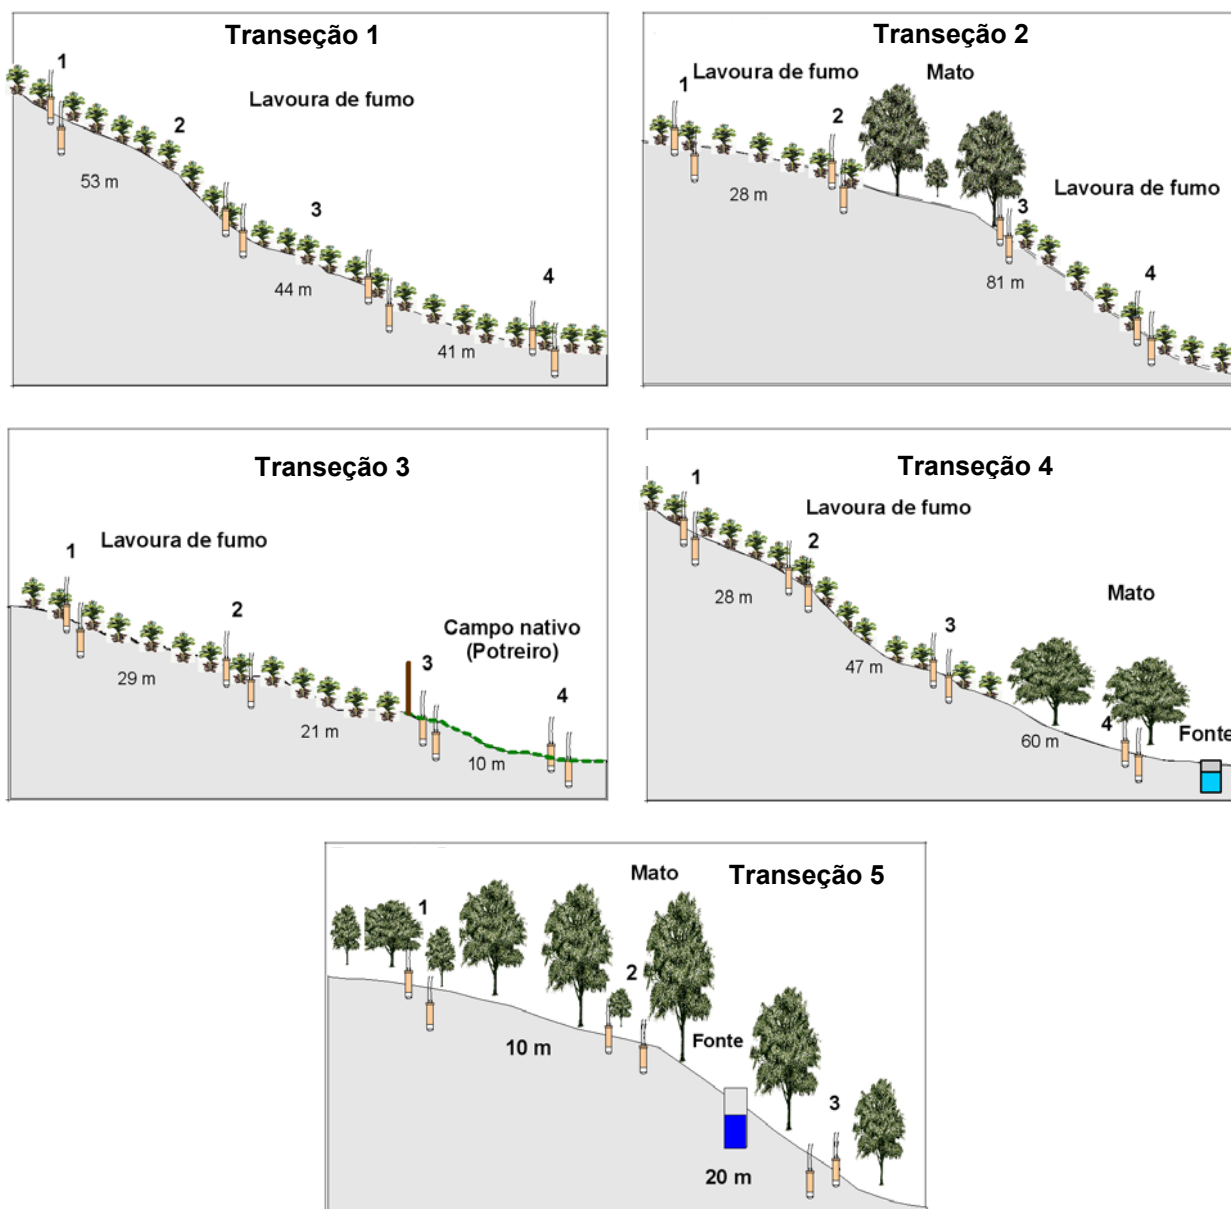 Transeção 1
1
Lavoura de fumo
2
53 m
3
44 m
4
41 m
Transeção 2
Lavoura de fumo
Mato
1
2
28 m
3
Lavoura de fumo
81 m
4
Transeção 3
Lavoura de fumo
1
2
29 m
21 m
Campo nativo
(Potreiro)
3
4
10 m
Transeção 4
1
Lavoura de fumo
2
28 m
Mato
3
47 m
60 m
4
Fonte
Transeção 5
Mato
1
2
10 m
Fonte
3
20 m